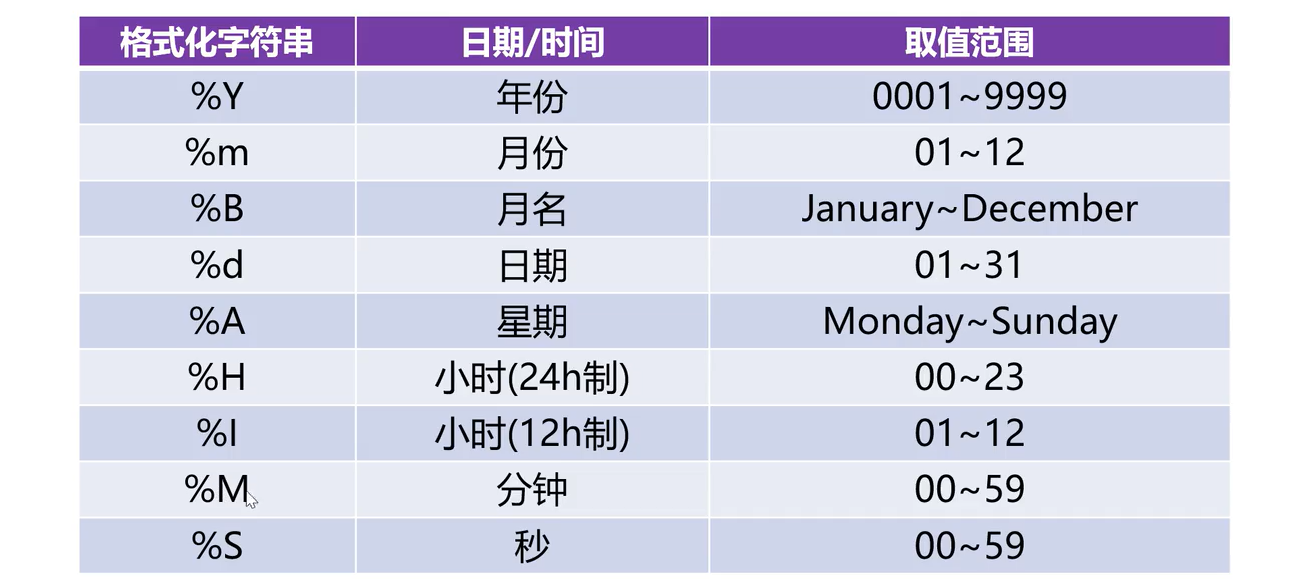 格式化字符串 日期/时间 取值范围
%Y 年份 0001~9999
%m 月份 01~12
%B 月名 January~December
%d 日期 01~31
%A 星期 Monday~Sunday
%H 小时(24h制) 00~23
%I 小时(12h制) 01~12
%M 分钟 00~59
%S 秒 00~59